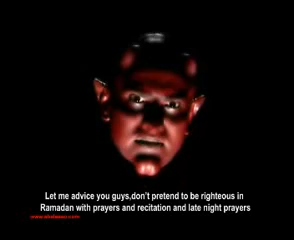 Let me advice you guys,don't pretend to be righteous in
Ramadan with prayers and recitation and late night prayers